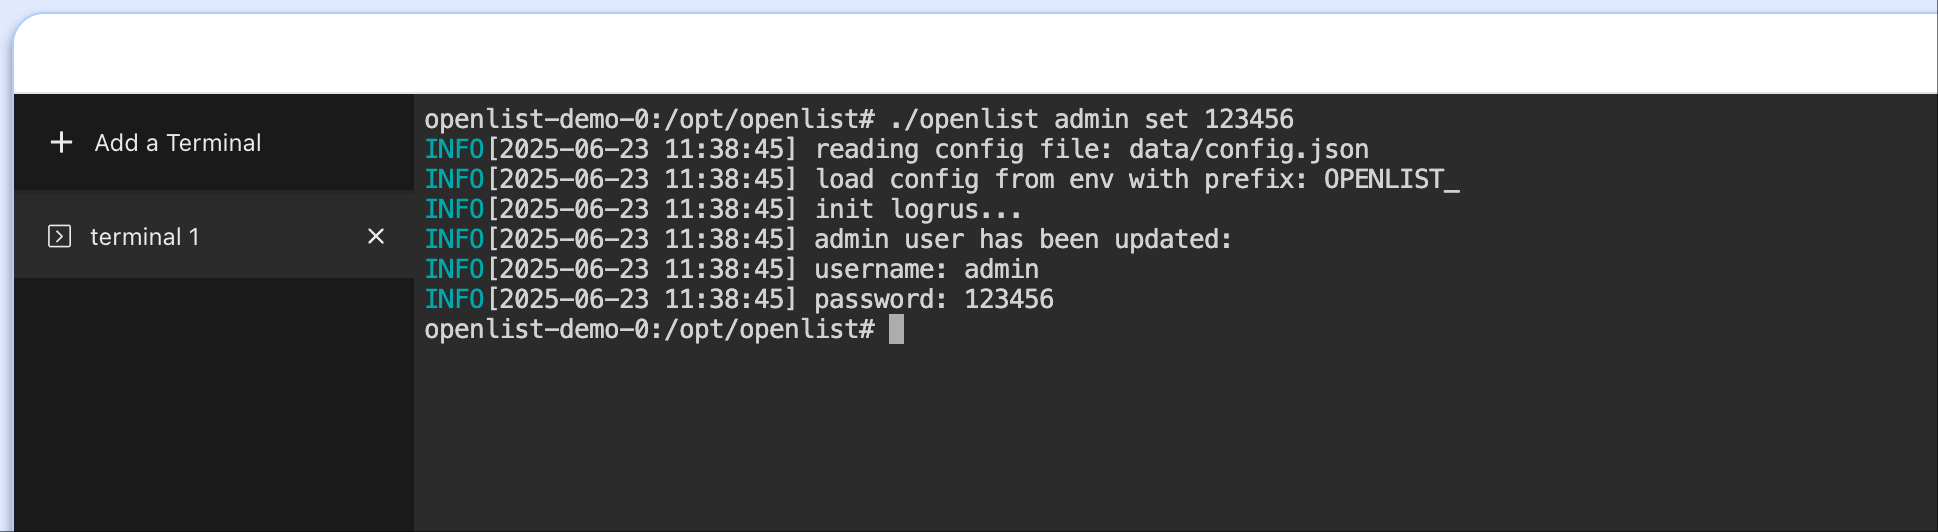 Add a Terminal
terminal 1
openlist-demo-0:/opt/openlist# ./openlist admin set 123456
INFO[2025-06-23 11:38:45] reading config file: data/config.json
INFO[2025-06-23 11:38:45] load config from env with prefix: OPENLIST_
INFO[2025-06-23 11:38:45] init logrus...
INFO[2025-06-23 11:38:45] admin user has been updated:
INFO[2025-06-23 11:38:45] username: admin
INFO[2025-06-23 11:38:45] password: 123456
openlist-demo-0:/opt/openlist#